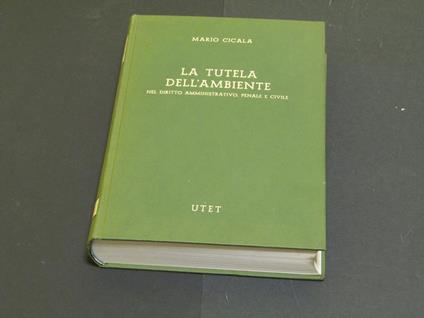 MARIO CICALA
LA TUTELA
DELL'AMBIENTE
NEL DIRITTO AMMINISTRATIVO, PENALE E CIVILE
UTET